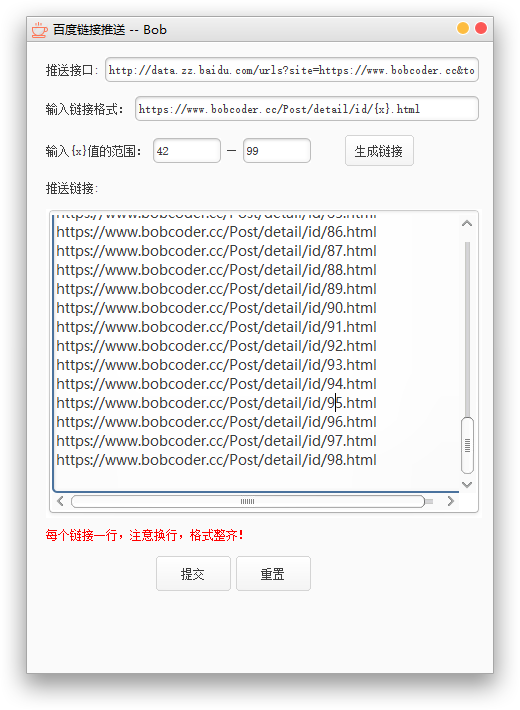 百度链接推送 -- Bob
推送接口: http://data.zz.baidu.com/urls?site=https://www.bobcoder.cc&to
输入链接格式: https://www.bobcoder.cc/Post/detail/id/{x}.html
输入{x}值的范围: 42 — 99 生成链接
推送链接:
https://www.bobcoder.cc/Post/detail/id/85.html
https://www.bobcoder.cc/Post/detail/id/86.html
https://www.bobcoder.cc/Post/detail/id/87.html
https://www.bobcoder.cc/Post/detail/id/88.html
https://www.bobcoder.cc/Post/detail/id/89.html
https://www.bobcoder.cc/Post/detail/id/90.html
https://www.bobcoder.cc/Post/detail/id/91.html
https://www.bobcoder.cc/Post/detail/id/92.html
https://www.bobcoder.cc/Post/detail/id/93.html
https://www.bobcoder.cc/Post/detail/id/94.html
https://www.bobcoder.cc/Post/detail/id/95.html
https://www.bobcoder.cc/Post/detail/id/96.html
https://www.bobcoder.cc/Post/detail/id/97.html
https://www.bobcoder.cc/Post/detail/id/98.html
每个链接一行，注意换行，格式整齐！
提交 重置